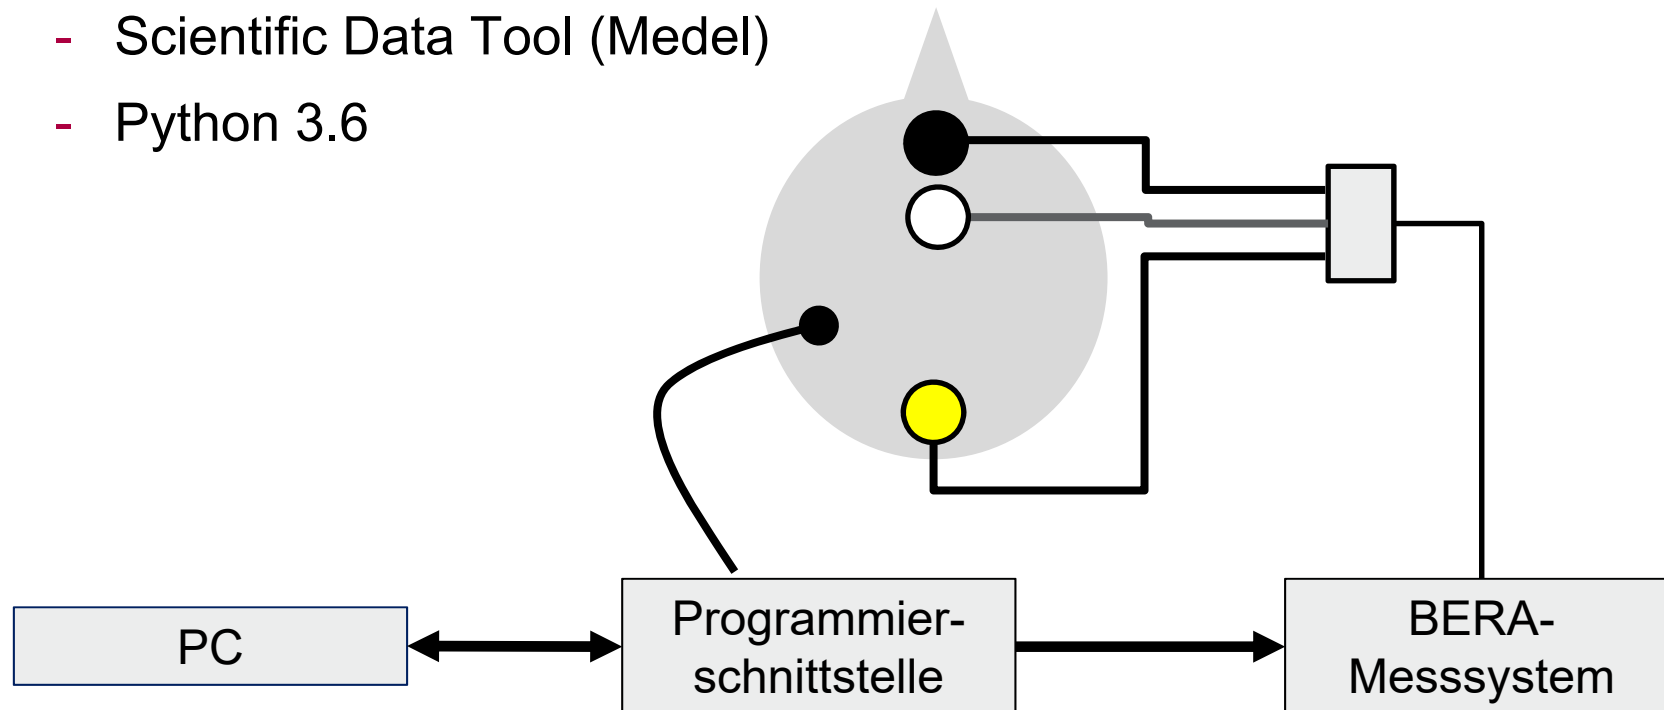 - Scientific Data Tool (Medel)
- Python 3.6
PC
Programmier-
schnittstelle
BERA-
Messsystem